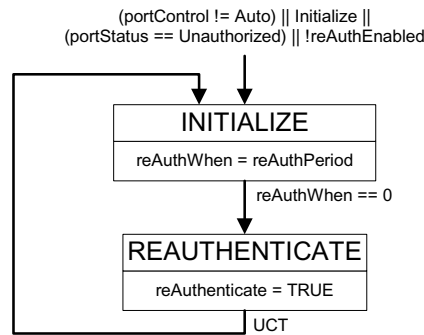 (portControl != Auto) || Initialize ||
(portStatus == Unauthorized) || !reAuthEnabled
INITIALIZE
reAuthWhen = reAuthPeriod
reAuthWhen == 0
REAUTHENTICATE
reAuthenticate = TRUE
UCT